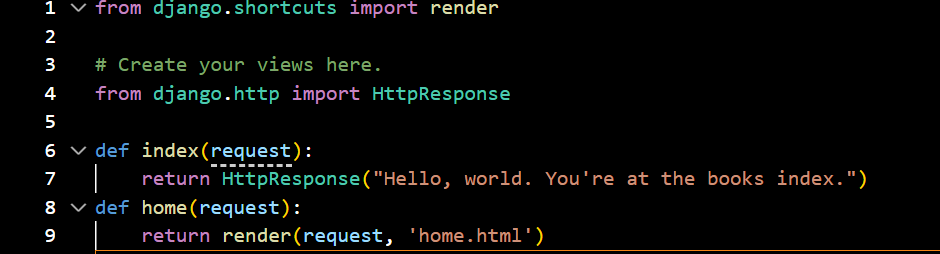 1 from django.shortcuts import render
2
3 # Create your views here.
4 from django.http import HttpResponse
5
6 def index(request):
7     return HttpResponse("Hello, world. You're at the books index.")
8 def home(request):
9     return render(request, 'home.html')